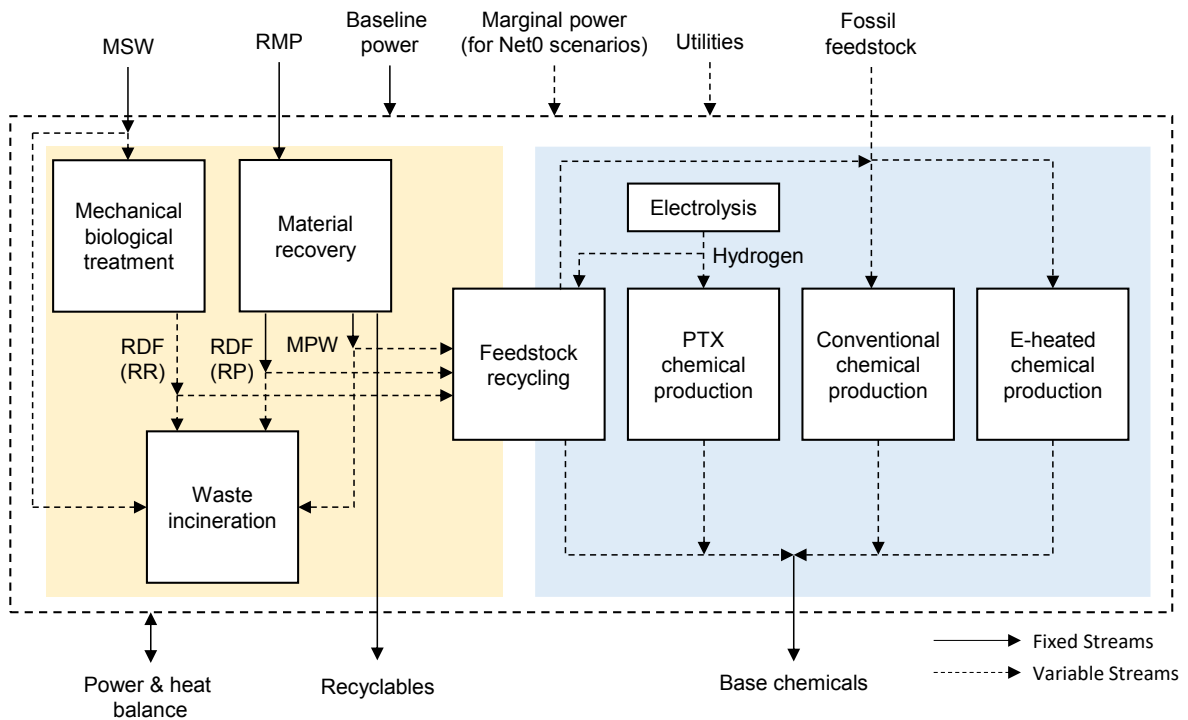 MSW
RMP
Baseline
power
Marginal power
(for Net0 scenarios)
Utilities
Fossil
feedstock
Mechanical
biological
treatment
Material
recovery
Electrolysis
Hydrogen
RDF
(RR)
RDF
(RP)
MPW
Feedstock
recycling
PTX
chemical
production
Conventional
chemical
production
E-heated
chemical
production
Waste
incineration
Power & heat
balance
Recyclables
Base chemicals
Fixed Streams
Variable Streams